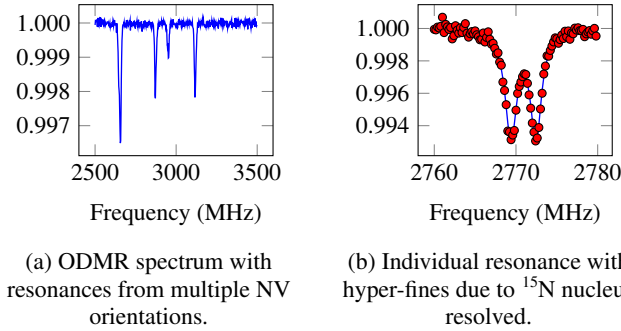 1.000
0.999
0.998
0.997
2500 3000 3500
Frequency (MHz)
(a) ODMR spectrum with
resonances from multiple NV
orientations.
1.000
0.998
0.996
0.994
2760 2770 2780
Frequency (MHz)
(b) Individual resonance with
hyper-fines due to ¹⁵N nucleu
resolved.